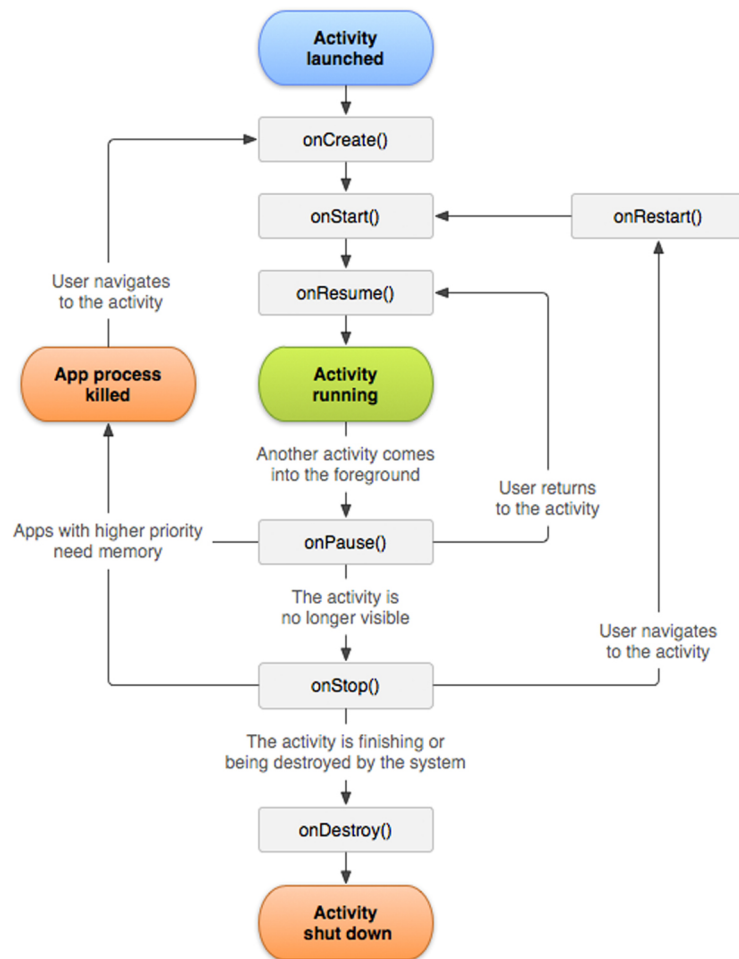 Activity
launched
onCreate()
onStart()
onRestart()
User navigates
to the activity
onResume()
App process
killed
Activity
running
Another activity comes
into the foreground
User returns
to the activity
Apps with higher priority
need memory
onPause()
The activity is
no longer visible
User navigates
to the activity
onStop()
The activity is finishing or
being destroyed by the system
onDestroy()
Activity
shut down